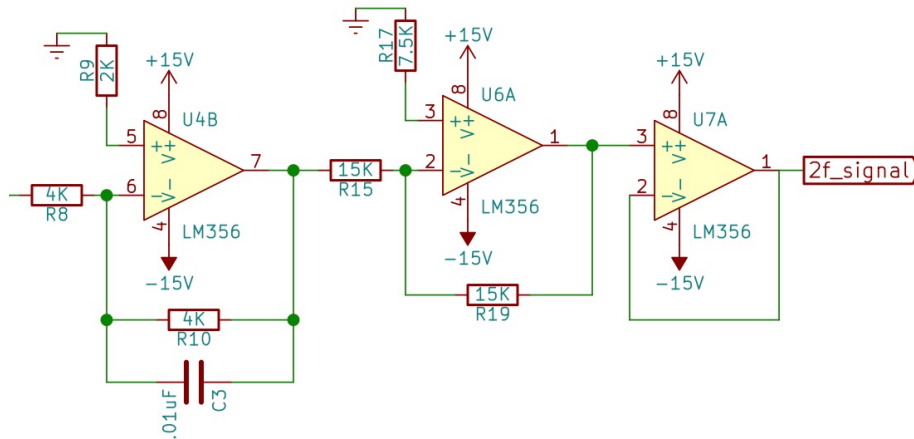 R9
2K
+15V
8
U4B
5
+
V+
7
6
-
V-
4
LM356
-15V
4K
R8
4K
R10
.01uF
C3
R17
7.5K
+15V
8
U6A
3
+
V+
1
15K
R15
2
-
V-
4
LM356
-15V
15K
R19
+15V
8
U7A
3
+
V+
1
2f_signal
2
-
V-
4
LM356
-15V